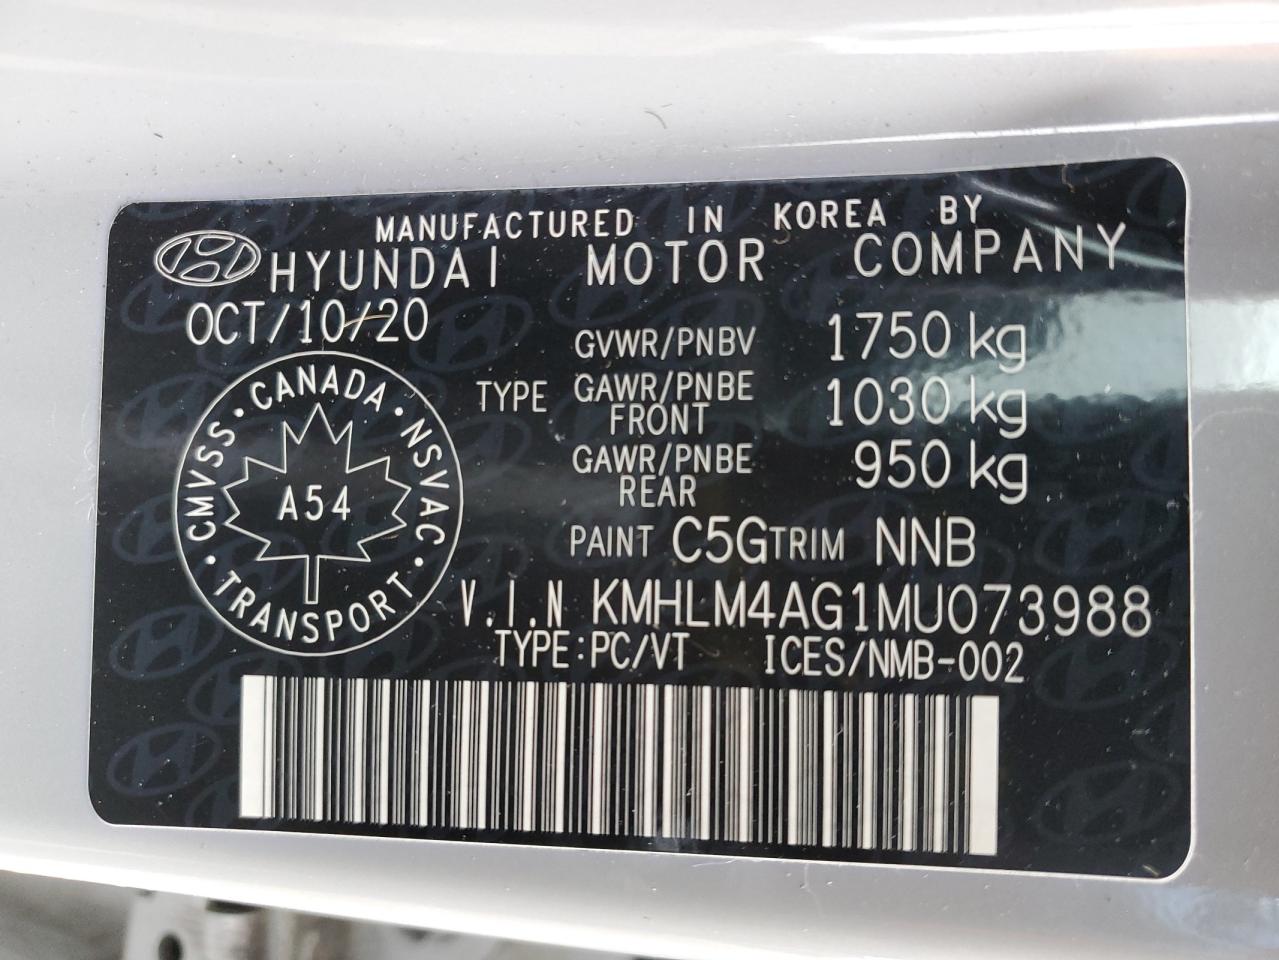 MANUFACTURED IN KOREA BY
HYUNDAI MOTOR COMPANY
OCT/10/20
GVWR/PNBV 1750 kg
TYPE GAWR/PNBE FRONT 1030 kg
GAWR/PNBE REAR 950 kg
PAINT C5G TRIM NNB
V.I.N KMHLM4AG1MU073988
TYPE:PC/VT ICES/NMB-002
CANADA · NSVAC · TRANSPORT · CMVSS ·
A54